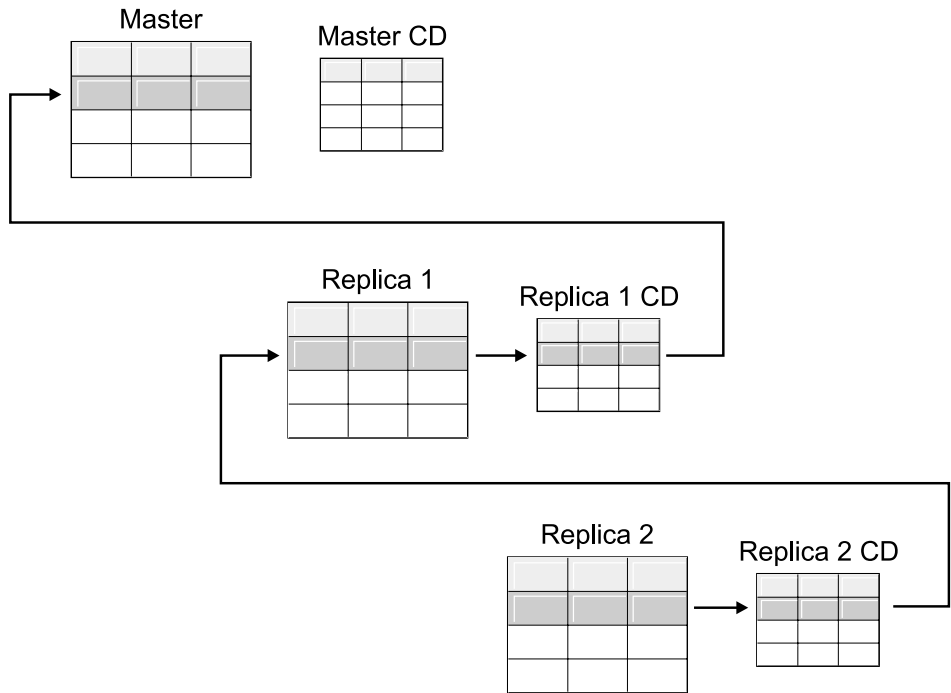 Master
Master CD
Replica 1
Replica 1 CD
Replica 2
Replica 2 CD